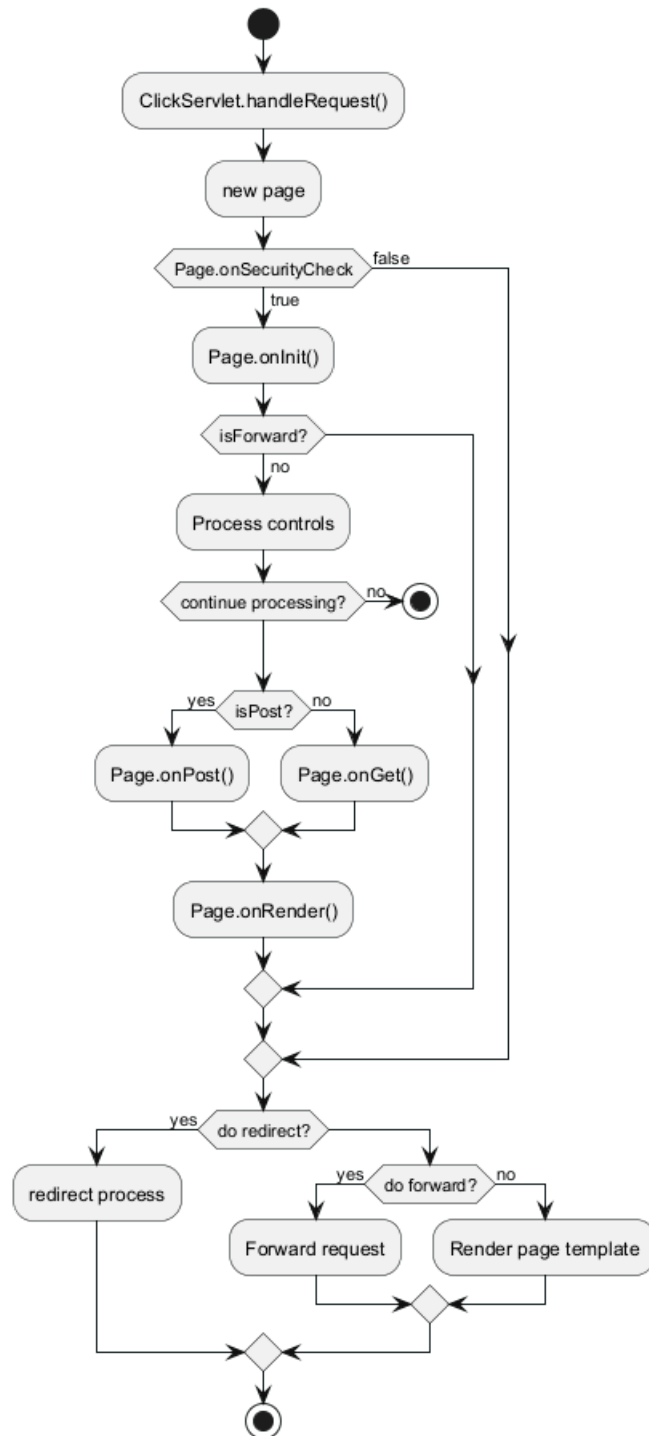 ClickServlet.handleRequest()
new page
Page.onSecurityCheck
false
true
Page.onInit()
isForward?
no
Process controls
continue processing?
no
yes
isPost?
no
Page.onPost()
Page.onGet()
Page.onRender()
yes
do redirect?
redirect process
yes
do forward?
no
Forward request
Render page template